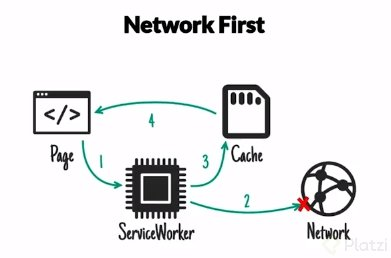 Network First
</>
4
Page
1
Cache
3
2
ServiceWorker
Network
Platzi